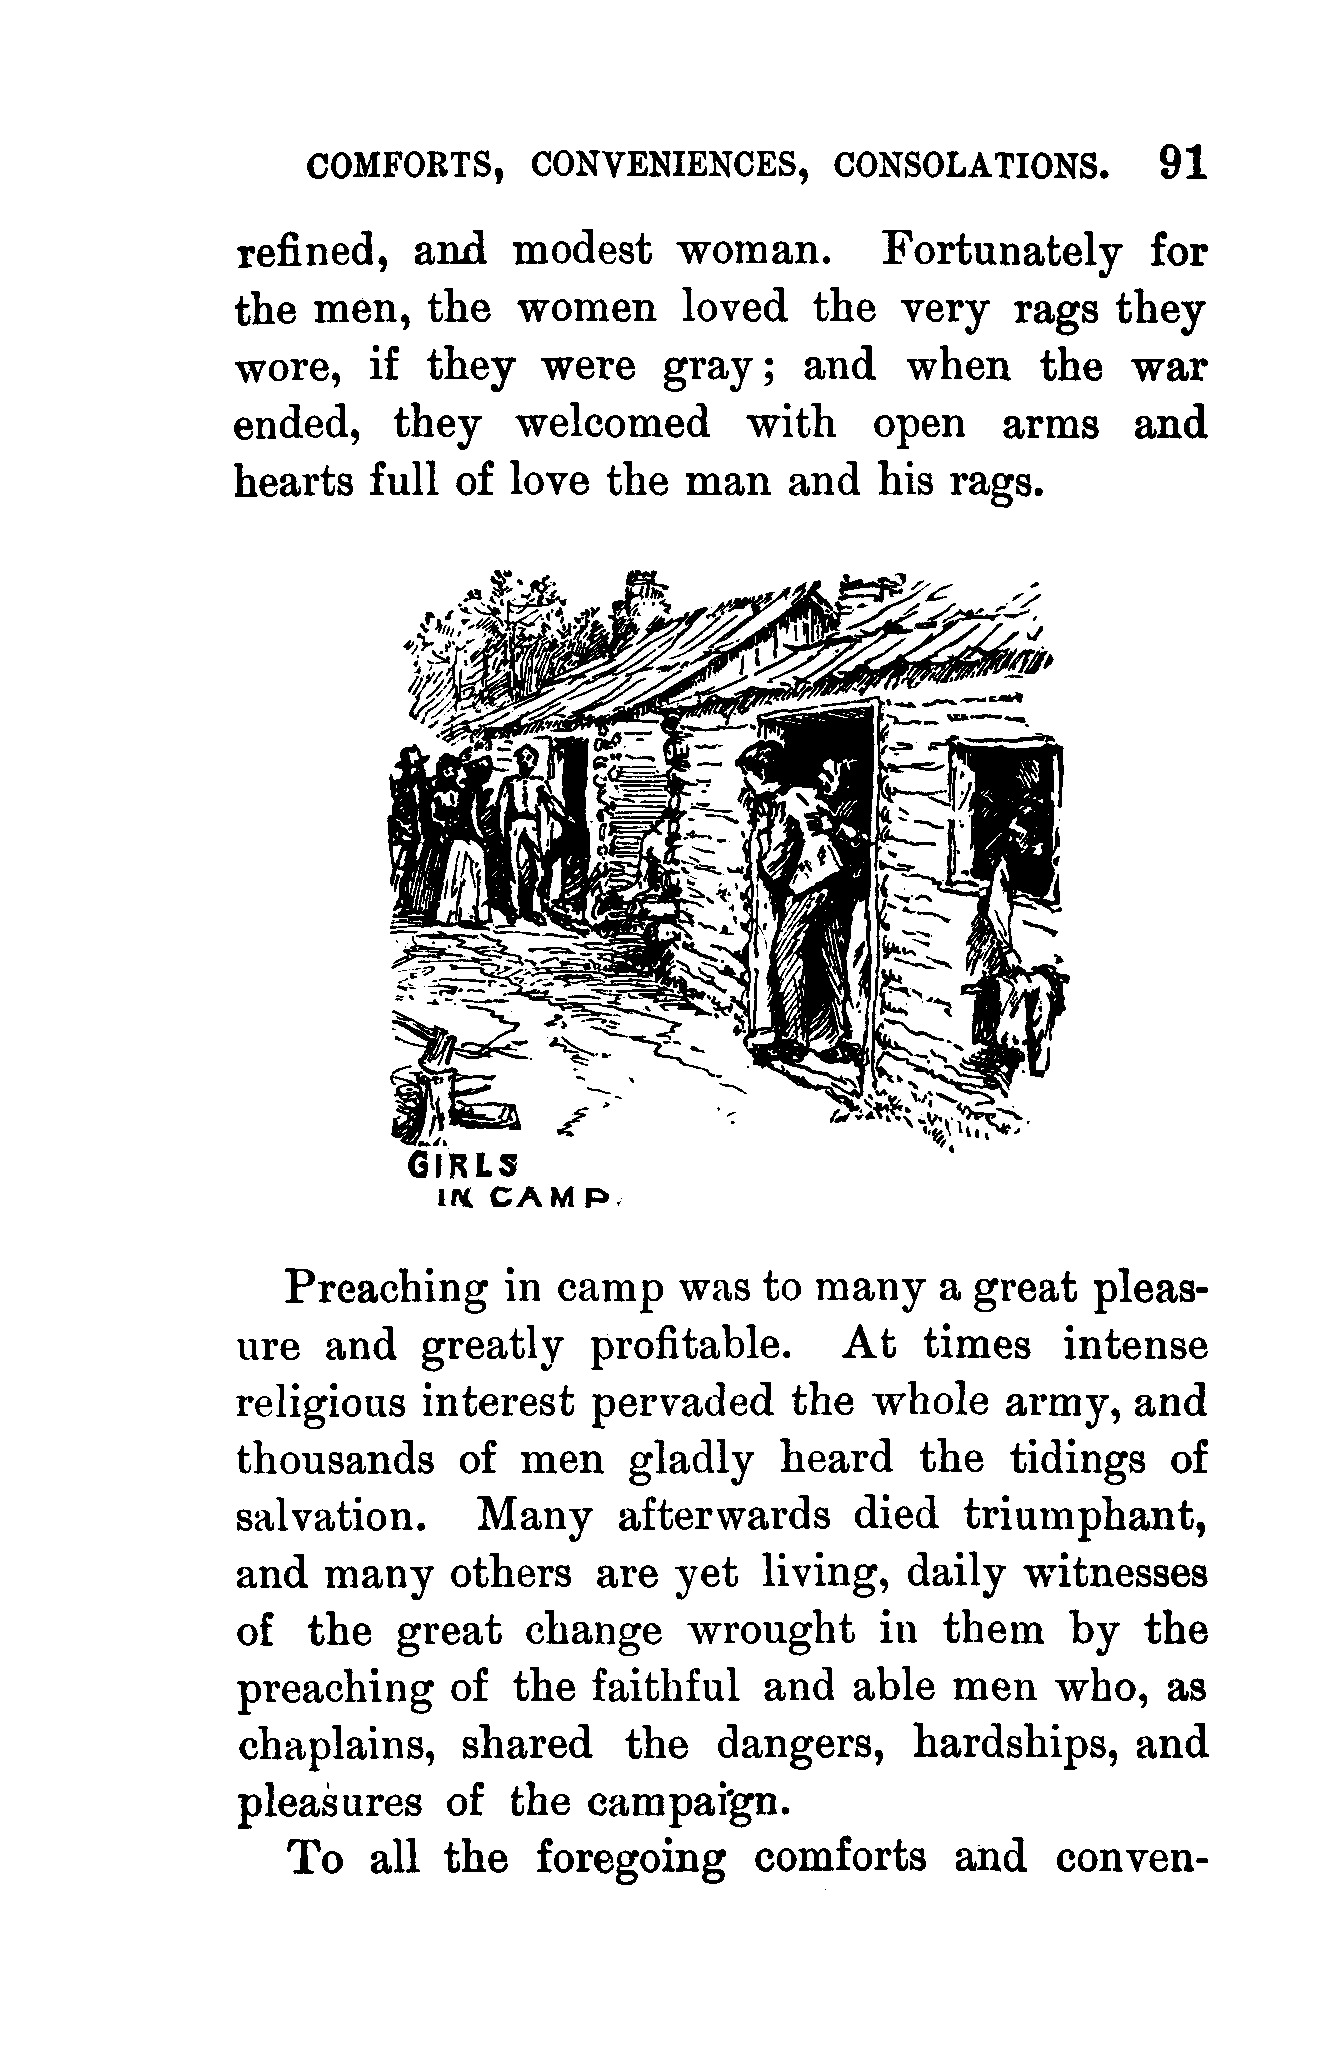 COMFORTS, CONVENIENCES, CONSOLATIONS. 91
refined, and modest woman. Fortunately for
the men, the women loved the very rags they
wore, if they were gray; and when the war
ended, they welcomed with open arms and
hearts full of love the man and his rags.
GIRLS
IN CAMP.
Preaching in camp was to many a great pleas-
ure and greatly profitable. At times intense
religious interest pervaded the whole army, and
thousands of men gladly heard the tidings of
salvation. Many afterwards died triumphant,
and many others are yet living, daily witnesses
of the great change wrought in them by the
preaching of the faithful and able men who, as
chaplains, shared the dangers, hardships, and
pleasures of the campaign.
To all the foregoing comforts and conven-